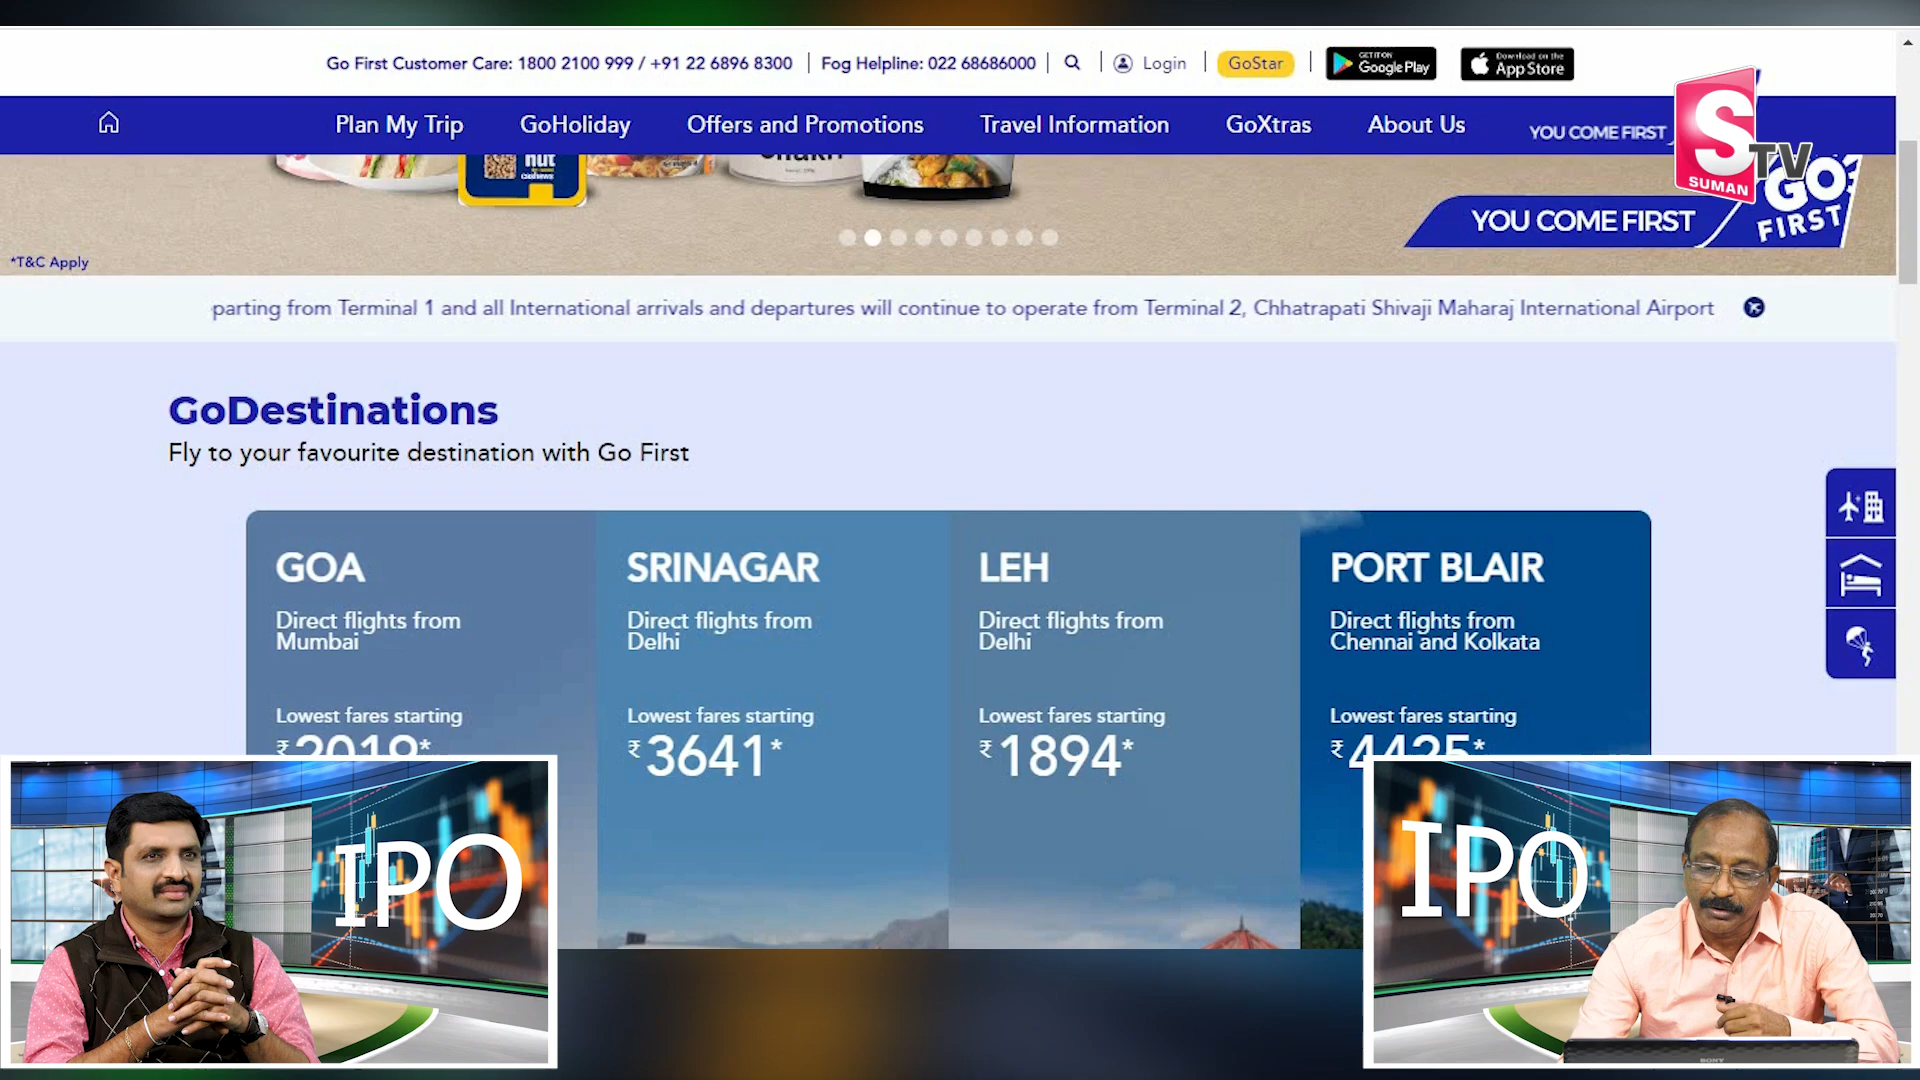 Go First Customer Care: 1800 2100 999 / +91 22 6896 8300 | Fog Helpline: 022 68686000 |
Login
GoStar
GET IT ON
Google Play
Download on the
App Store
Plan My Trip
GoHoliday
Offers and Promotions
Travel Information
GoXtras
About Us
YOU COME FIRST
S TV
SUMAN
nut
cashews
YOU COME FIRST
GO
FIRST
*T&C Apply
parting from Terminal 1 and all International arrivals and departures will continue to operate from Terminal 2, Chhatrapati Shivaji Maharaj International Airport
GoDestinations
Fly to your favourite destination with Go First
GOA
Direct flights from
Mumbai
Lowest fares starting
₹2019*
SRINAGAR
Direct flights from
Delhi
Lowest fares starting
₹3641*
LEH
Direct flights from
Delhi
Lowest fares starting
₹1894*
PORT BLAIR
Direct flights from
Chennai and Kolkata
Lowest fares starting
₹4425*
IPO
IPO
SONY